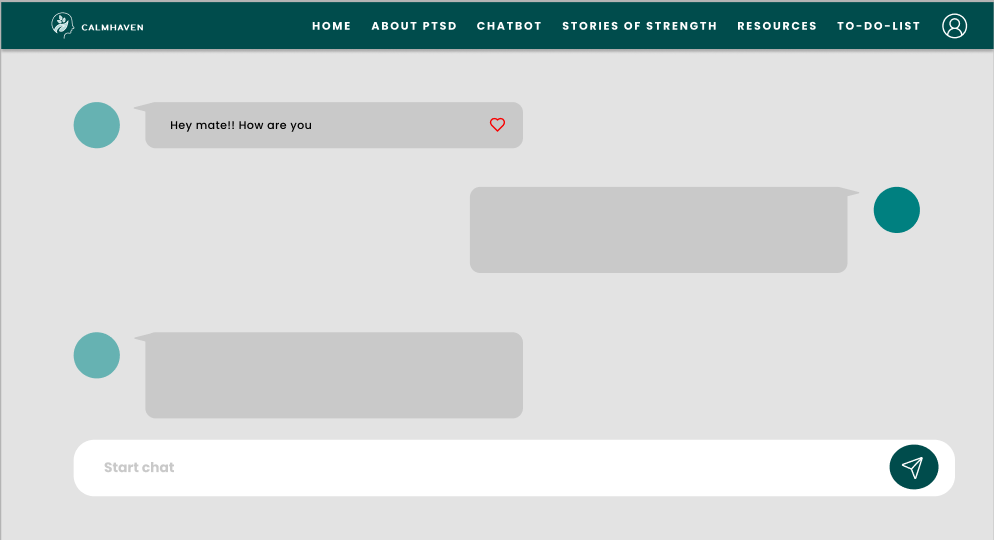 CALMHAVEN HOME ABOUT PTSD CHATBOT STORIES OF STRENGTH RESOURCES TO-DO-LIST
Hey mate!! How are you
Start chat